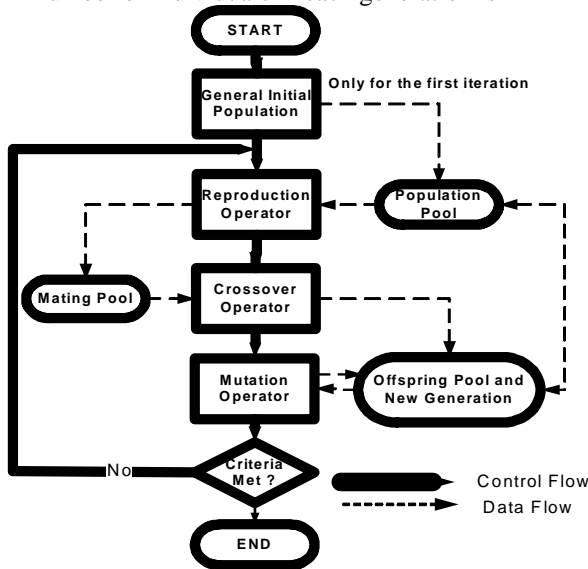 START
General Initial
Population
Only for the first iteration
Reproduction
Operator
Population
Pool
Mating Pool
Crossover
Operator
Mutation
Operator
Offspring Pool and
New Generation
Criteria
Met ?
No
Control Flow
Data Flow
END